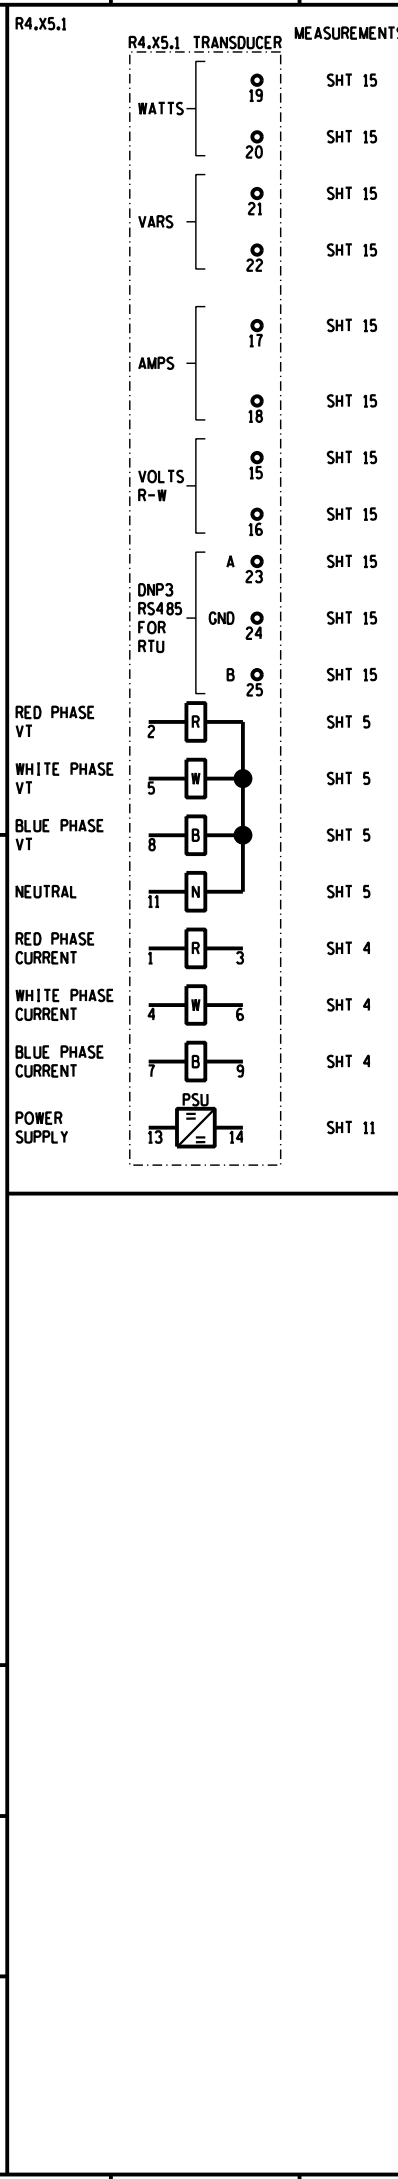 R4.X5.1
R4.X5.1 TRANSDUCER
MEASUREMENTS
WATTS
19
SHT 15
20
SHT 15
VARS
21
SHT 15
22
SHT 15
AMPS
17
SHT 15
18
SHT 15
VOLTS
R-W
15
SHT 15
16
SHT 15
DNP3
RS485
FOR
RTU
A
23
SHT 15
GND
24
SHT 15
B
25
SHT 15
RED PHASE
VT
2
R
SHT 5
WHITE PHASE
VT
5
W
SHT 5
BLUE PHASE
VT
8
B
SHT 5
NEUTRAL
11
N
SHT 5
RED PHASE
CURRENT
1
R
3
SHT 4
WHITE PHASE
CURRENT
4
W
6
SHT 4
BLUE PHASE
CURRENT
7
B
9
SHT 4
POWER
SUPPLY
PSU
13
14
SHT 11